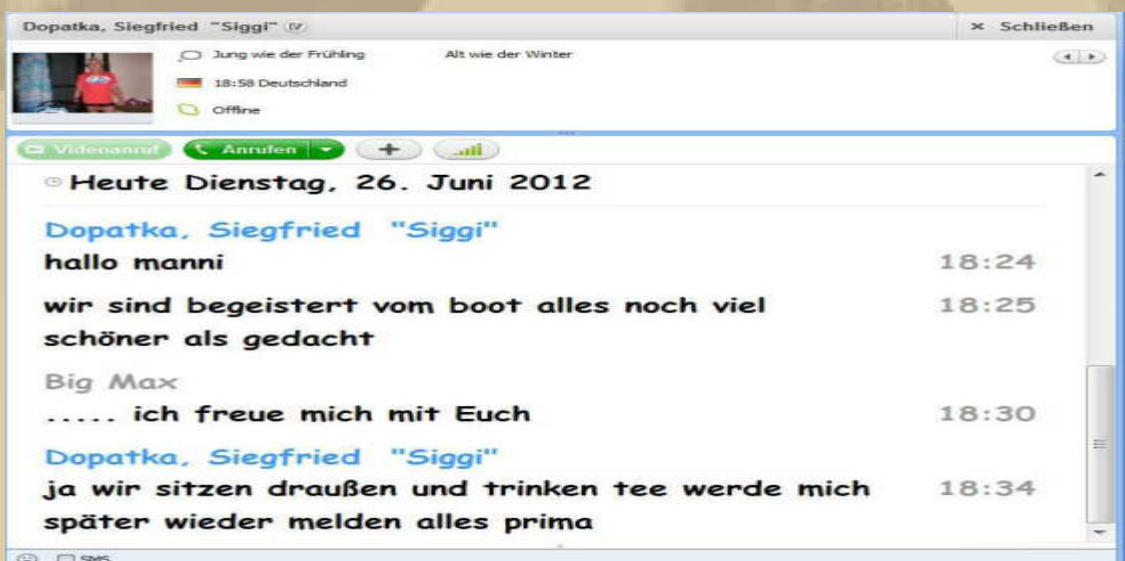 Dopatka, Siegfried "Siggi"
× Schließen
Jung wie der Frühling Alt wie der Winter
18:58 Deutschland
Offline
Videoanruf Anrufen
Heute Dienstag, 26. Juni 2012
Dopatka, Siegfried "Siggi"
hallo manni 18:24
wir sind begeistert vom boot alles noch viel 18:25
schöner als gedacht
Big Max
..... ich freue mich mit Euch 18:30
Dopatka, Siegfried "Siggi"
ja wir sitzen draußen und trinken tee werde mich 18:34
später wieder melden alles prima
SMS